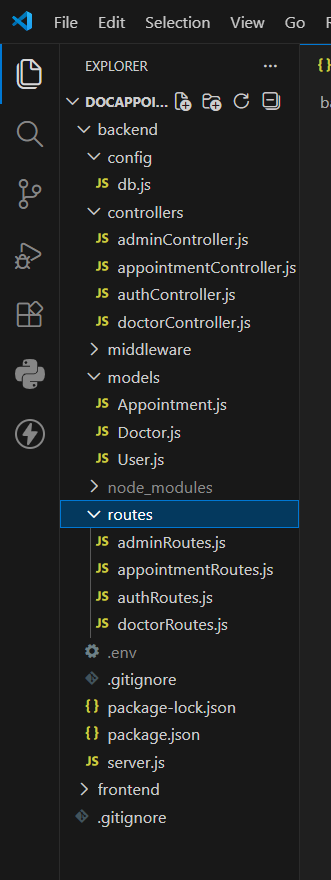 File Edit Selection View Go
EXPLORER
DOCAPPOI...
backend
config
JS db.js
controllers
JS adminController.js
JS appointmentController.js
JS authController.js
JS doctorController.js
middleware
models
JS Appointment.js
JS Doctor.js
JS User.js
node_modules
routes
JS adminRoutes.js
JS appointmentRoutes.js
JS authRoutes.js
JS doctorRoutes.js
.env
.gitignore
{} package-lock.json
{} package.json
JS server.js
frontend
.gitignore